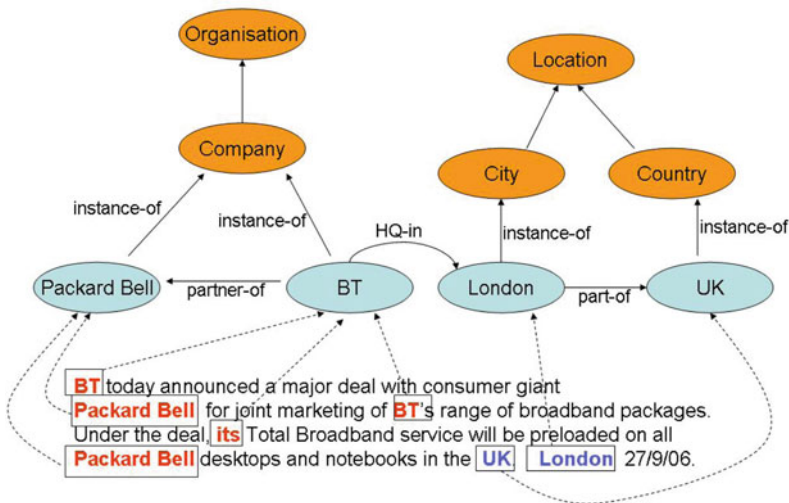 Organisation
Location
Company
City
Country
instance-of
instance-of
HQ-in
instance-of
instance-of
Packard Bell
partner-of
BT
London
part-of
UK
BT today announced a major deal with consumer giant
Packard Bell for joint marketing of BT's range of broadband packages.
Under the deal, its Total Broadband service will be preloaded on all
Packard Bell desktops and notebooks in the UK. London 27/9/06.